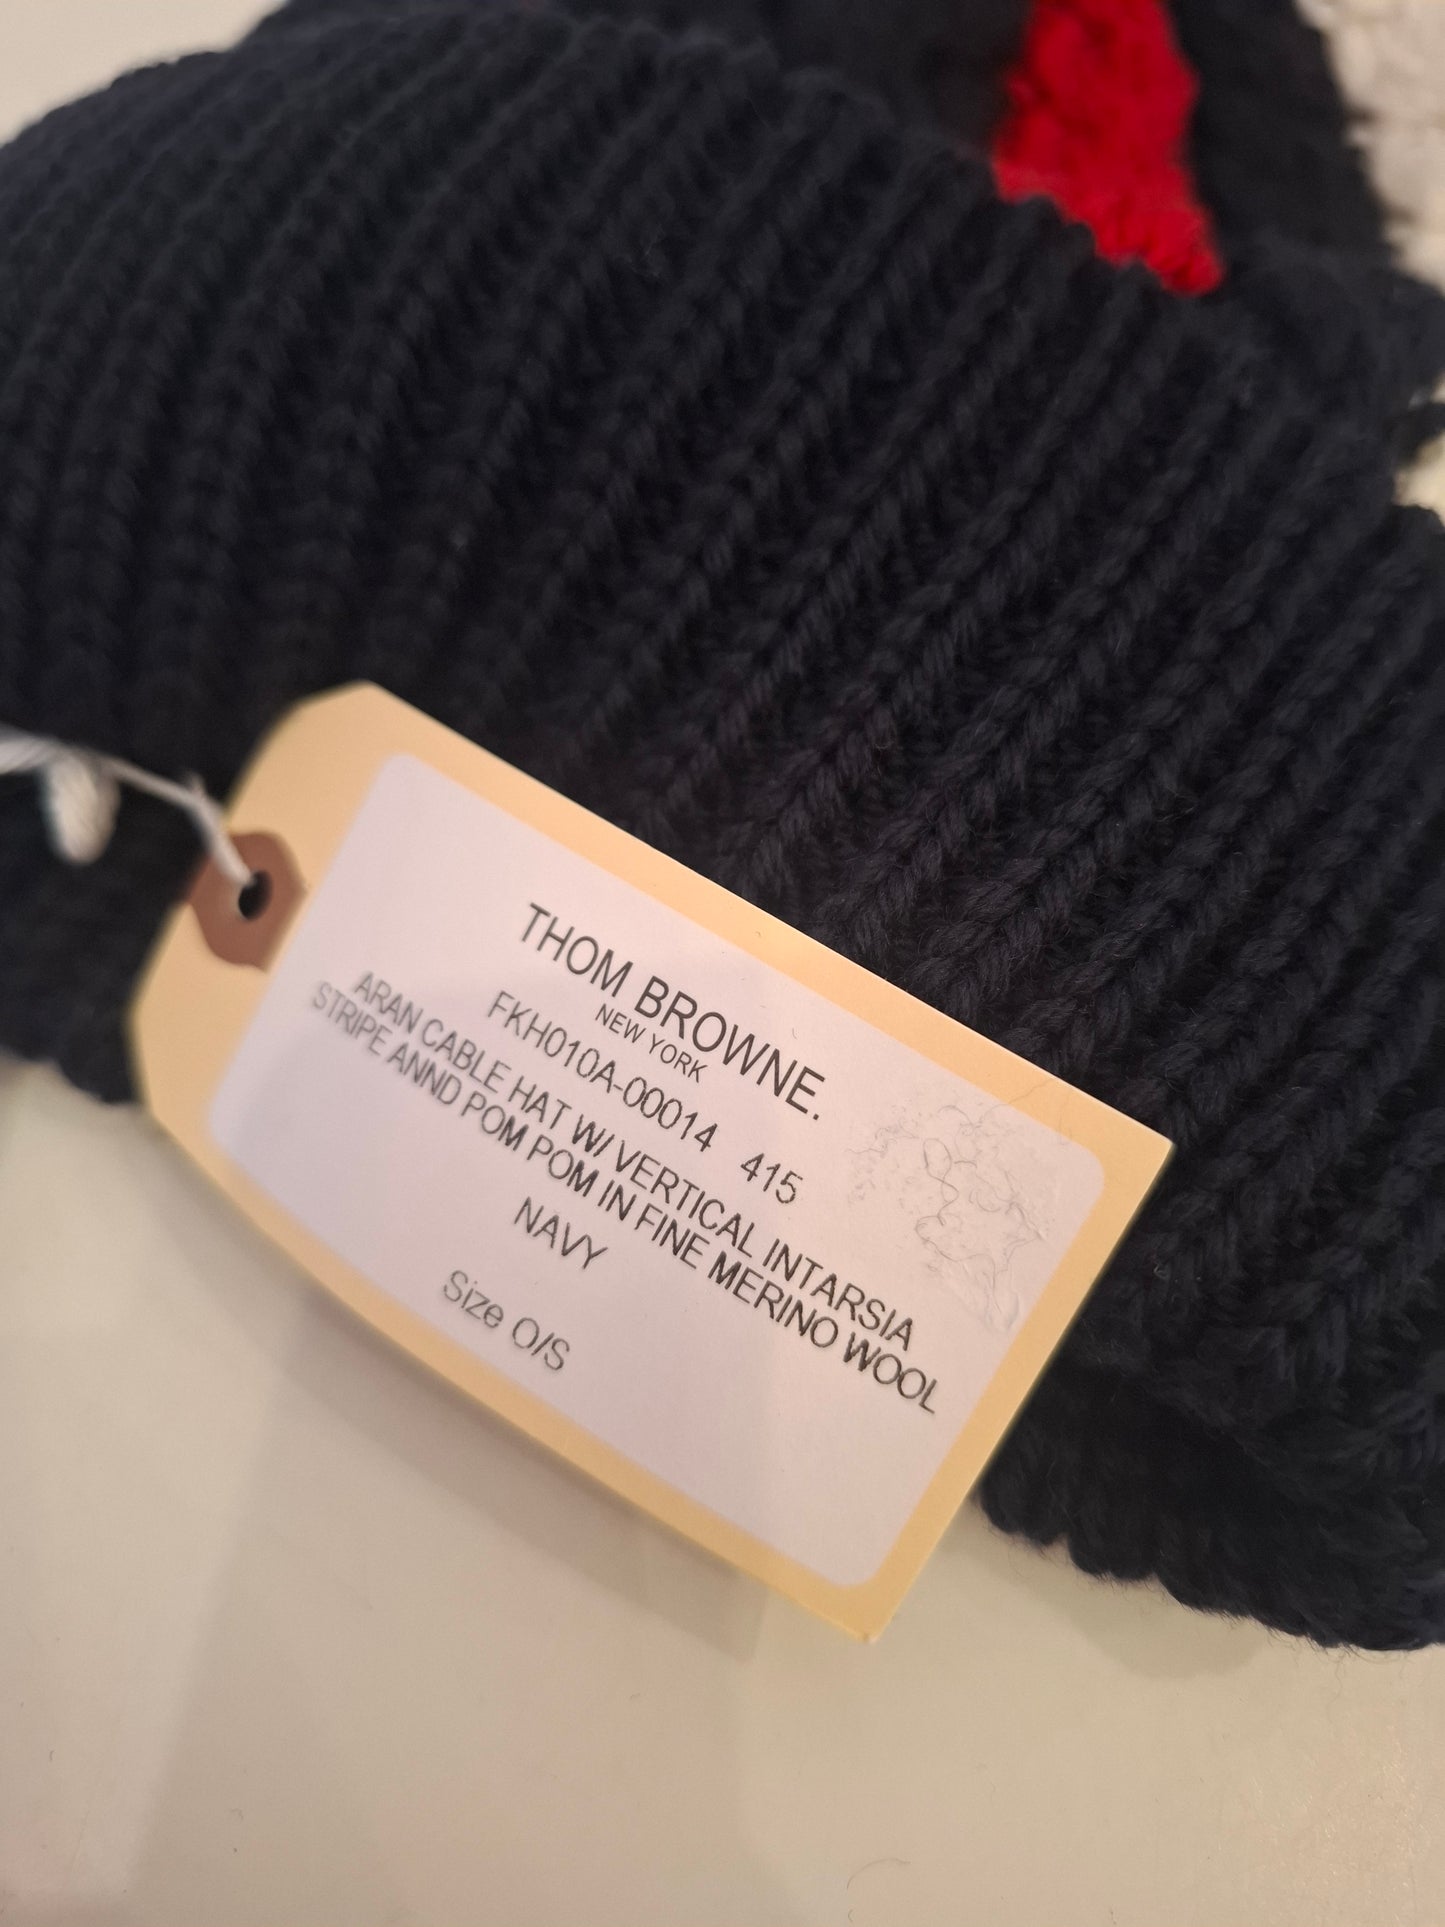 THOM BROWNE.
NEW YORK
FKH010A-00014 415
ARAN CABLE HAT W/ VERTICAL INTARSIA
STRIPE ANND POM POM IN FINE MERINO WOOL
NAVY
Size O/S